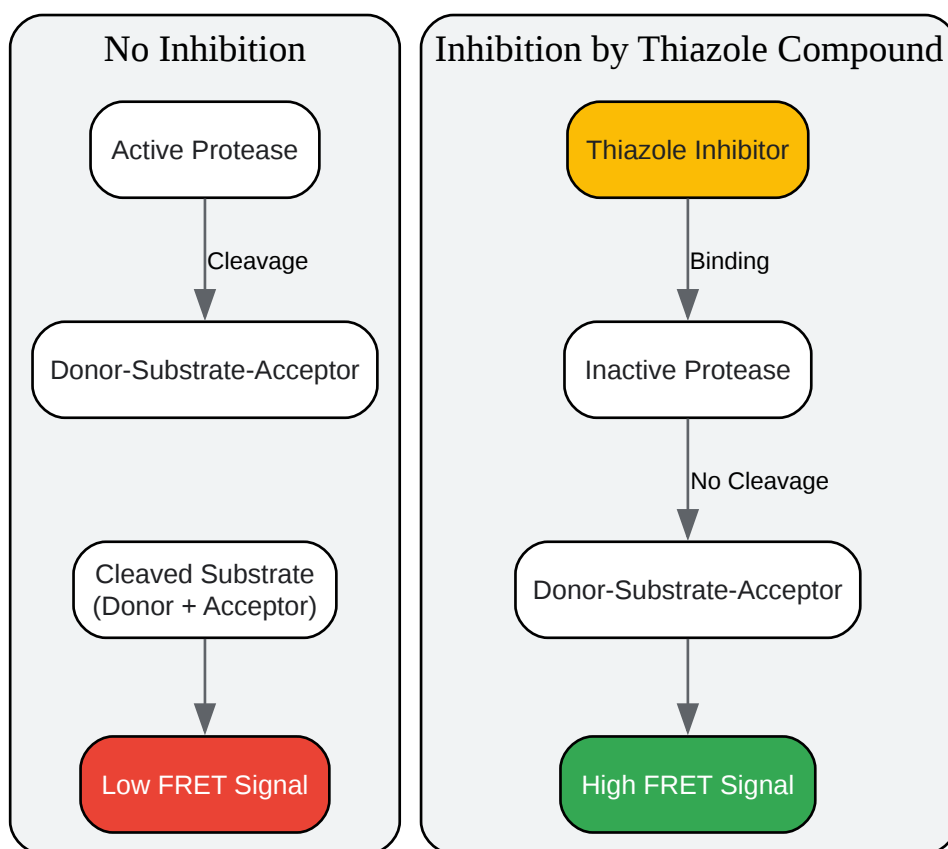 No Inhibition
Active Protease
Cleavage
Donor-Substrate-Acceptor
Cleaved Substrate
(Donor + Acceptor)
Low FRET Signal
Inhibition by Thiazole Compound
Thiazole Inhibitor
Binding
Inactive Protease
No Cleavage
Donor-Substrate-Acceptor
High FRET Signal